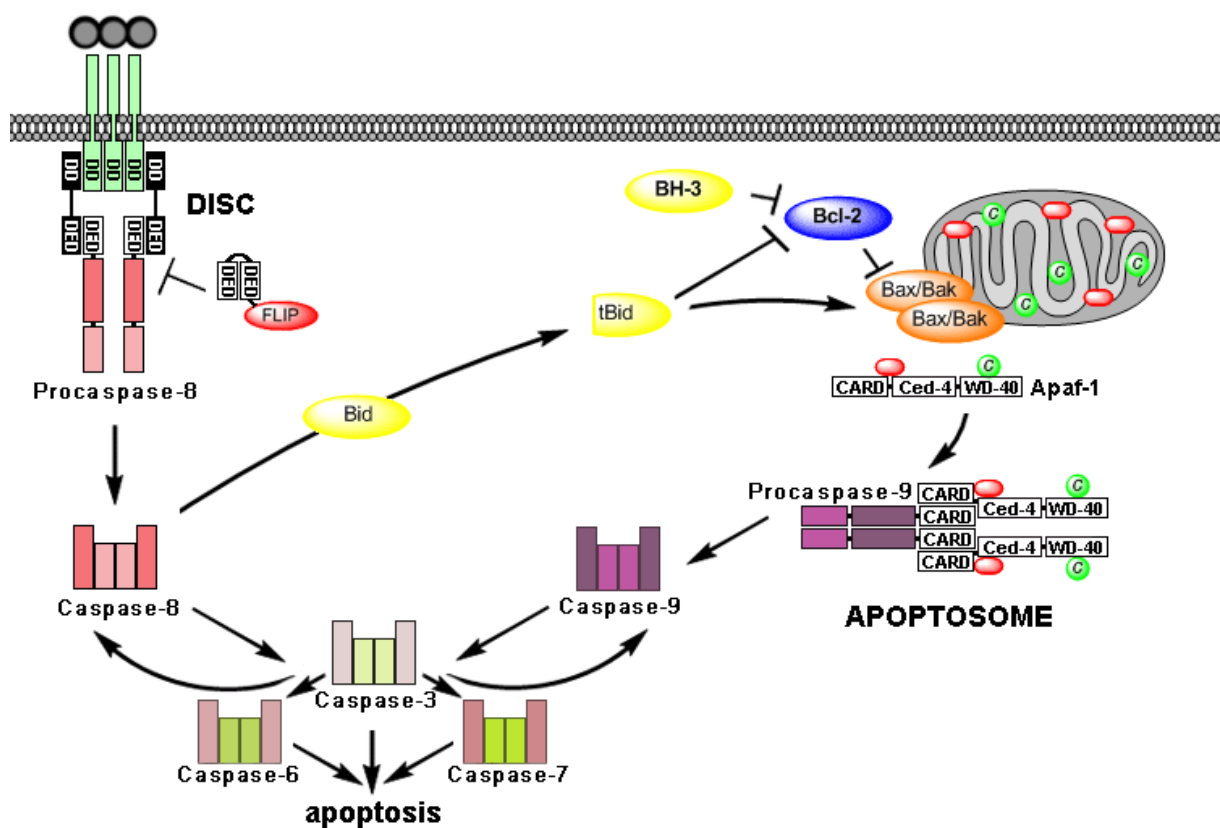 DD DD DD DD DD
DISC
DED DED DED DED
DED DED
FLIP
Procaspase-8
BH-3
Bcl-2
C
C
C
C
Bax/Bak
Bax/Bak
tBid
Bid
C
CARD Ced-4 WD-40 Apaf-1
Procaspase-9 CARD C
Ced-4 WD-40
CARD
CARD
Ced-4 WD-40
CARD C
APOPTOSOME
Caspase-8
Caspase-9
Caspase-3
Caspase-6
Caspase-7
apoptosis